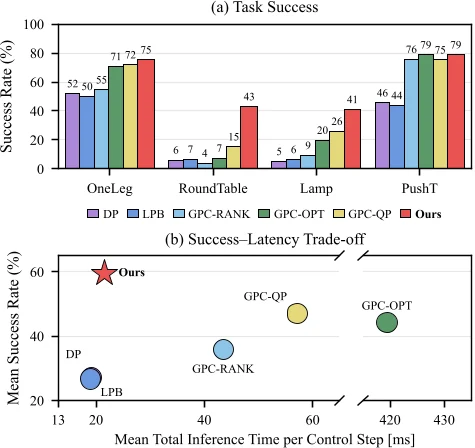 (a) Task Success
Success Rate (%)
100
80
60
40
20
0
52 50 55 71 72 75
6 7 4 7 15 43
5 6 9 20 26 41
46 44 76 79 75 79
OneLeg RoundTable Lamp PushT
DP LPB GPC-RANK GPC-OPT GPC-QP Ours
(b) Success–Latency Trade-off
Mean Success Rate (%)
60
40
20
Ours
GPC-QP
GPC-OPT
DP
GPC-RANK
LPB
13 20 40 60 420 430
Mean Total Inference Time per Control Step [ms]